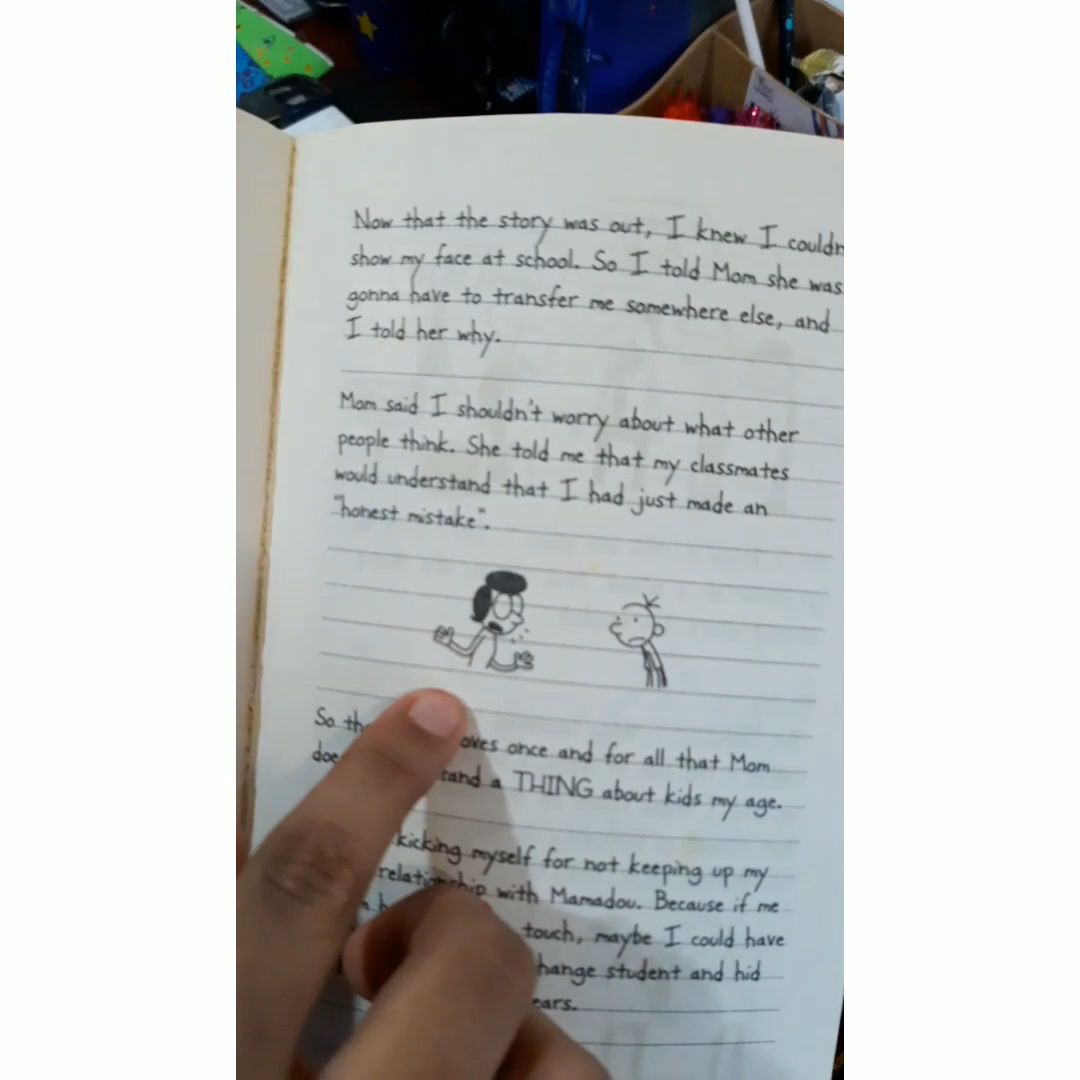 Now that the story was out, I knew I couldn
show my face at school. So I told Mom she was
gonna have to transfer me somewhere else, and
I told her why.
Mom said I shouldn't worry about what other
people think. She told me that my classmates
would understand that I had just made an
"honest mistake".
So th oves once and for all that Mom
doe rand a THING about kids my age.
kicking myself for not keeping up my
relationship with Mamadou. Because if me
touch, maybe I could have
hange student and hid
ears.